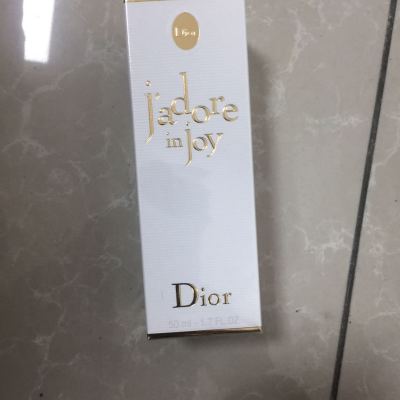 j'adore
in joy
Dior
50 ml - 1.7 FL.OZ